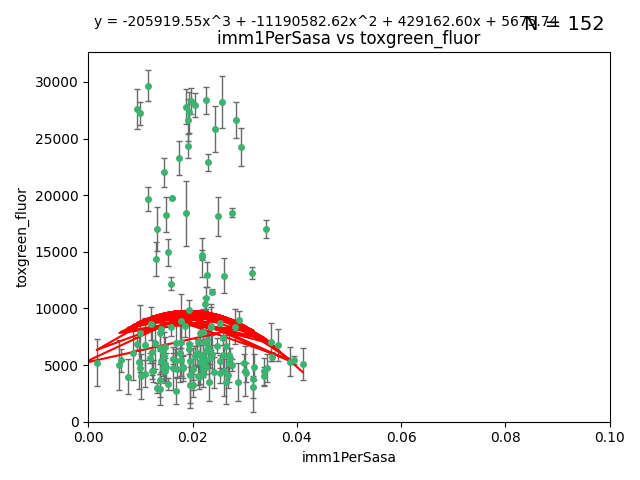 y = -205919.55x^3 + -11190582.62x^2 + 429162.60x + 5673.74
N = 152
imm1PerSasa vs toxgreen_fluor
30000
25000
20000
15000
10000
5000
0
toxgreen_fluor
0.00 0.02 0.04 0.06 0.08 0.10
imm1PerSasa